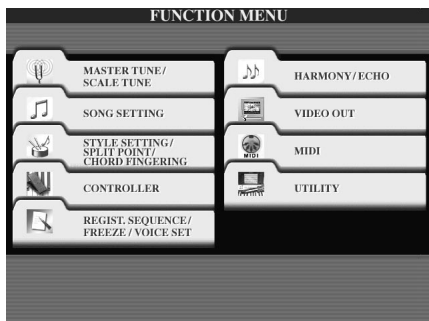 FUNCTION MENU
MASTER TUNE /
SCALE TUNE
SONG SETTING
STYLE SETTING /
SPLIT POINT /
CHORD FINGERING
CONTROLLER
REGIST. SEQUENCE /
FREEZE / VOICE SET
HARMONY / ECHO
VIDEO OUT
MIDI
MIDI
UTILITY